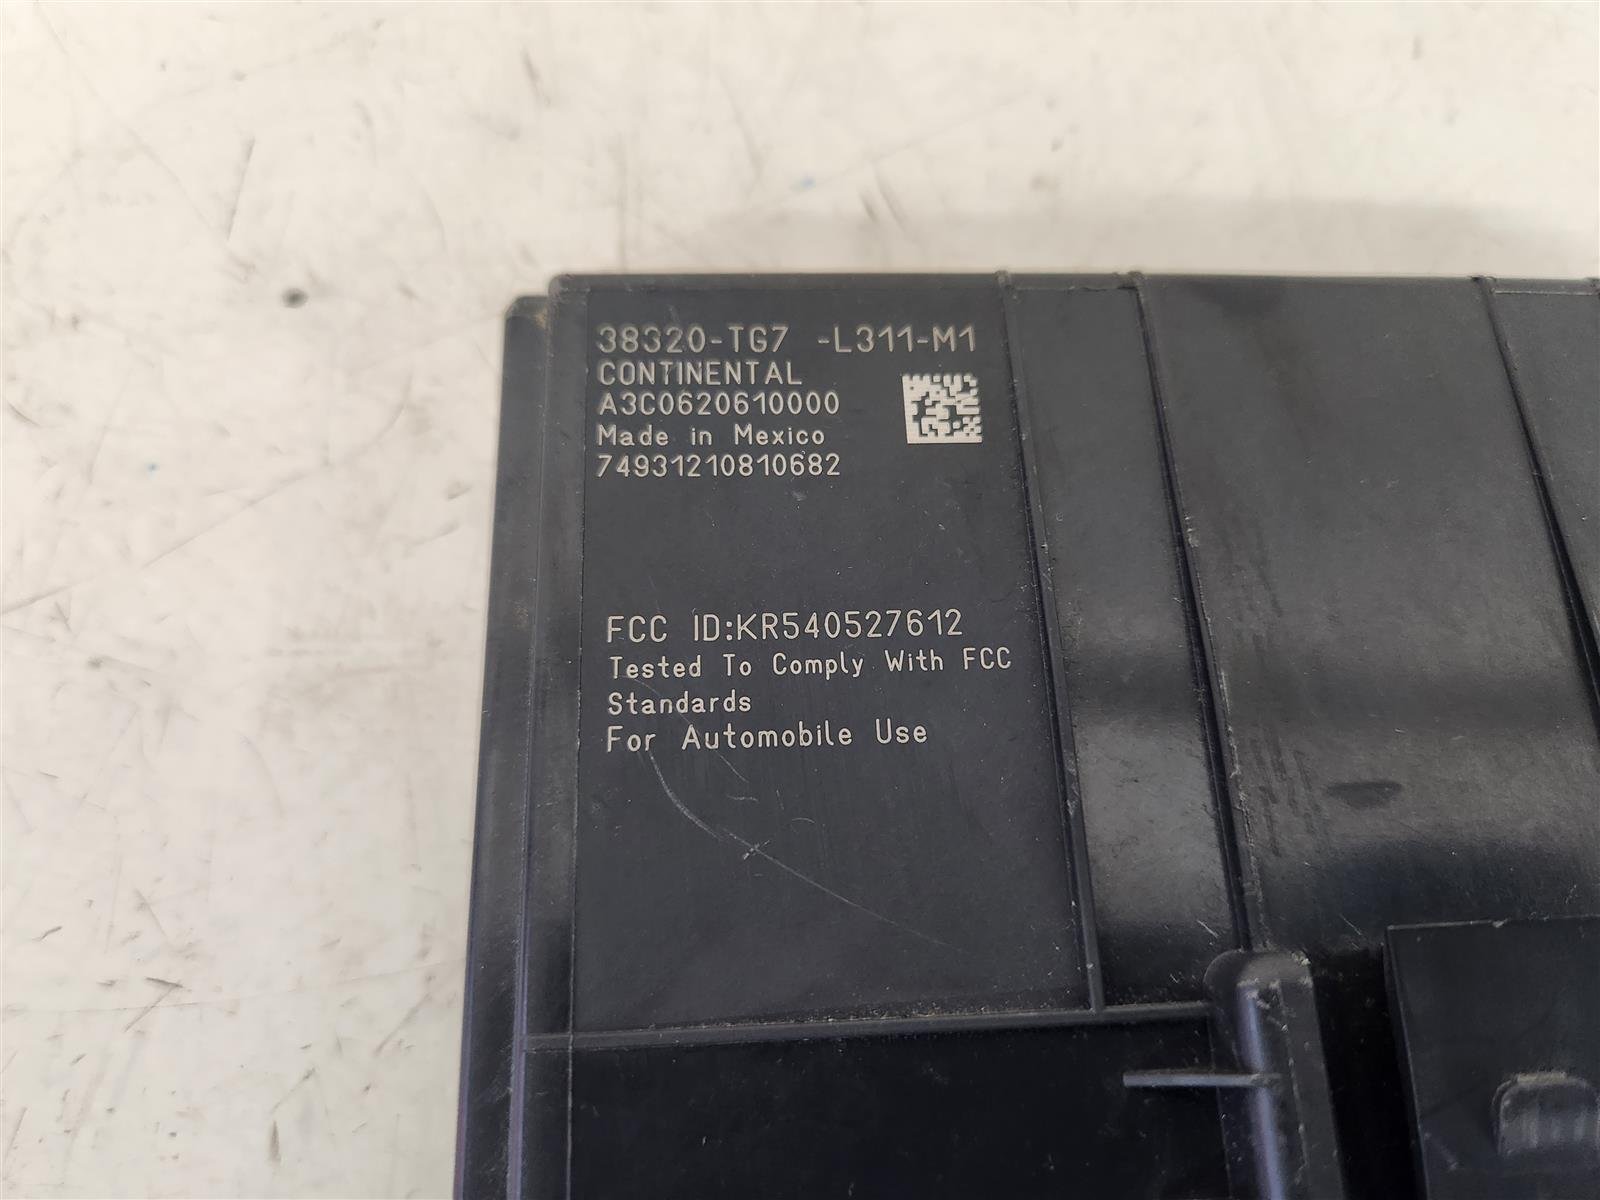 38320-TG7 -L311-M1
CONTINENTAL
A3C0620610000
Made in Mexico
74931210810682
FCC ID:KR540527612
Tested To Comply With FCC
Standards
For Automobile Use